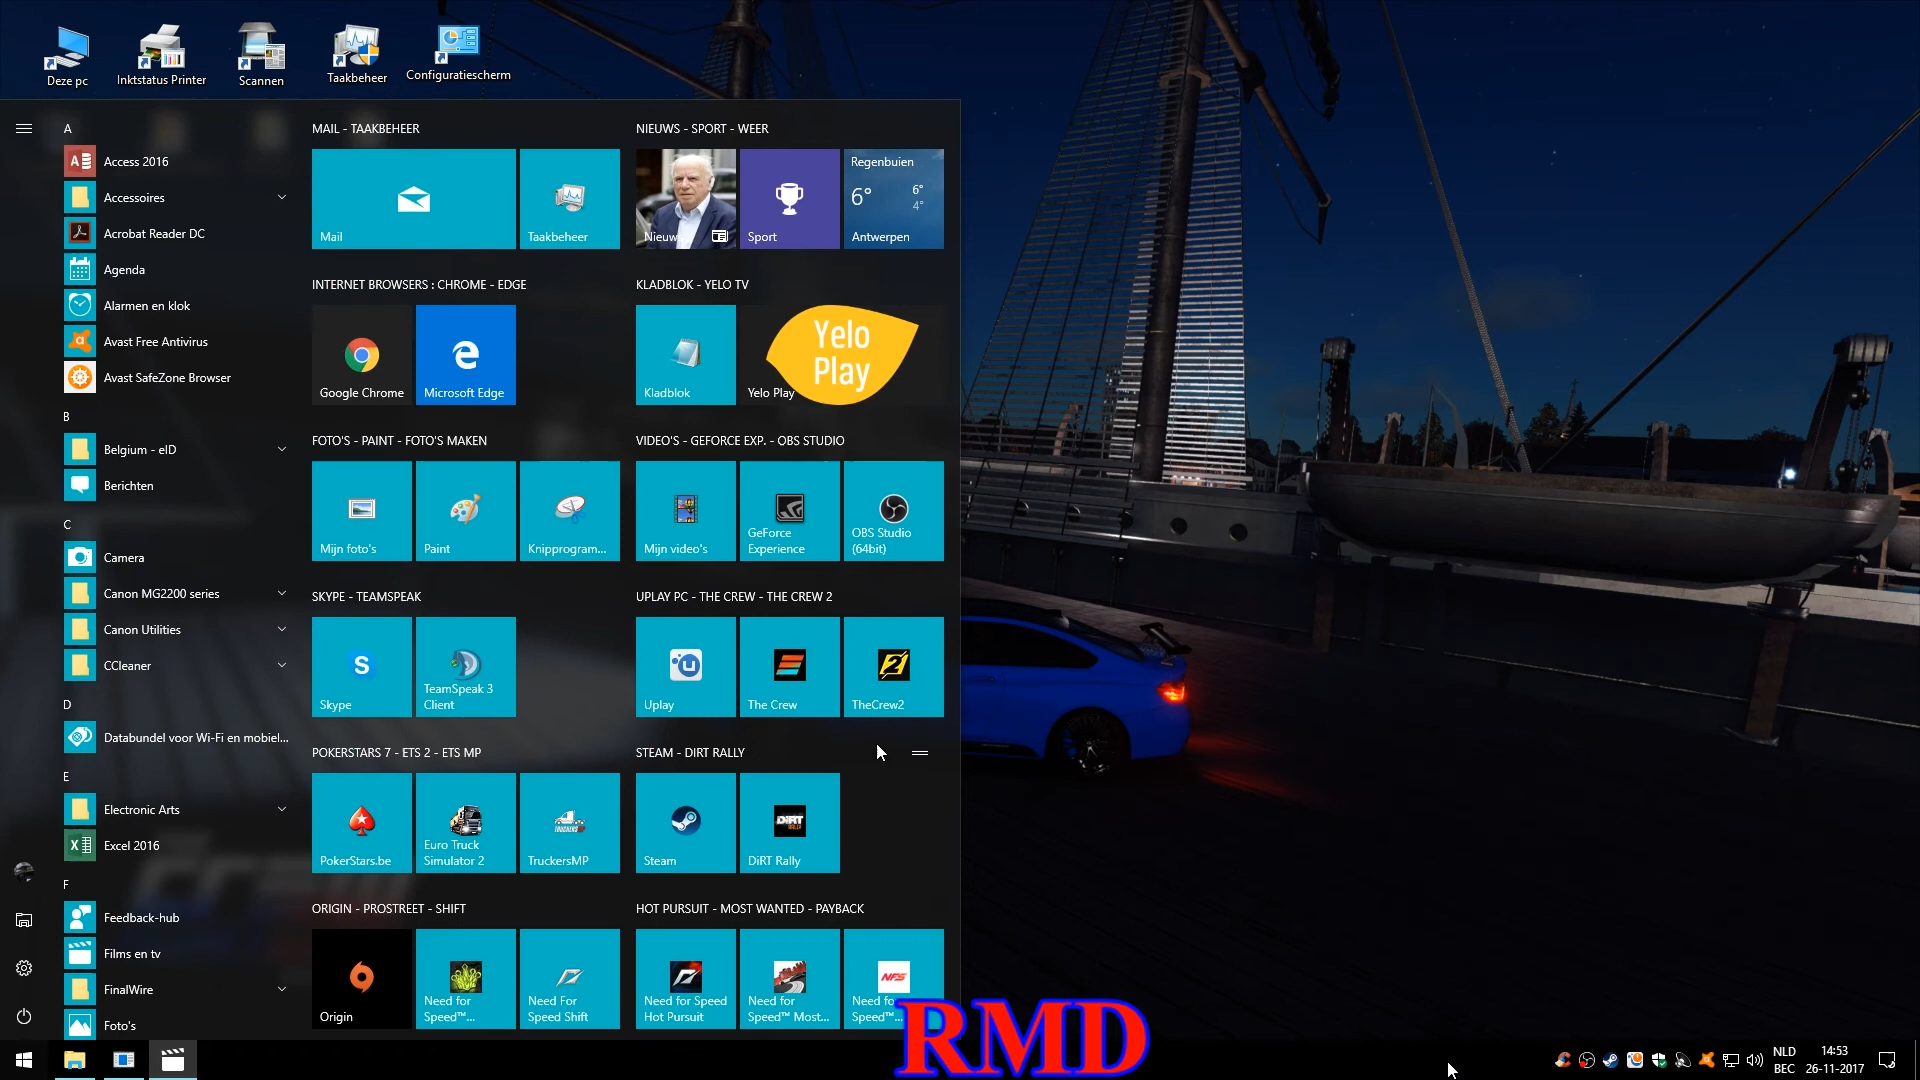 Deze pc
Inktstatus Printer
Scannen
Taakbeheer
Configuratiescherm
A
Access 2016
Accessoires
Acrobat Reader DC
Agenda
Alarmen en klok
Avast Free Antivirus
Avast SafeZone Browser
B
Belgium - eID
Berichten
C
Camera
Canon MG2200 series
Canon Utilities
CCleaner
D
Databundel voor Wi-Fi en mobiel...
E
Electronic Arts
Excel 2016
F
Feedback-hub
Films en tv
FinalWire
Foto's
MAIL - TAAKBEHEER
Mail
Taakbeheer
NIEUWS - SPORT - WEER
Nieuw
Sport
Regenbuien
6°
6°
4°
Antwerpen
INTERNET BROWSERS : CHROME - EDGE
Google Chrome
Microsoft Edge
KLADBLOK - YELO TV
Kladblok
Yelo
Play
Yelo Play
FOTO'S - PAINT - FOTO'S MAKEN
Mijn foto's
Paint
Knipprogram...
VIDEO'S - GEFORCE EXP. - OBS STUDIO
Mijn video's
GeForce
Experience
OBS Studio
(64bit)
SKYPE - TEAMSPEAK
Skype
TeamSpeak 3
Client
UPLAY PC - THE CREW - THE CREW 2
Uplay
The Crew
TheCrew2
POKERSTARS 7 - ETS 2 - ETS MP
PokerStars.be
Euro Truck
Simulator 2
TruckersMP
STEAM - DIRT RALLY
Steam
DiRT Rally
ORIGIN - PROSTREET - SHIFT
Origin
Need for
Speed™...
Need For
Speed Shift
HOT PURSUIT - MOST WANTED - PAYBACK
Need for Speed
Hot Pursuit
Need for
Speed™ Most...
NFS
Need fo
Speed™...
RMD
NLD
BEC
14:53
26-11-2017